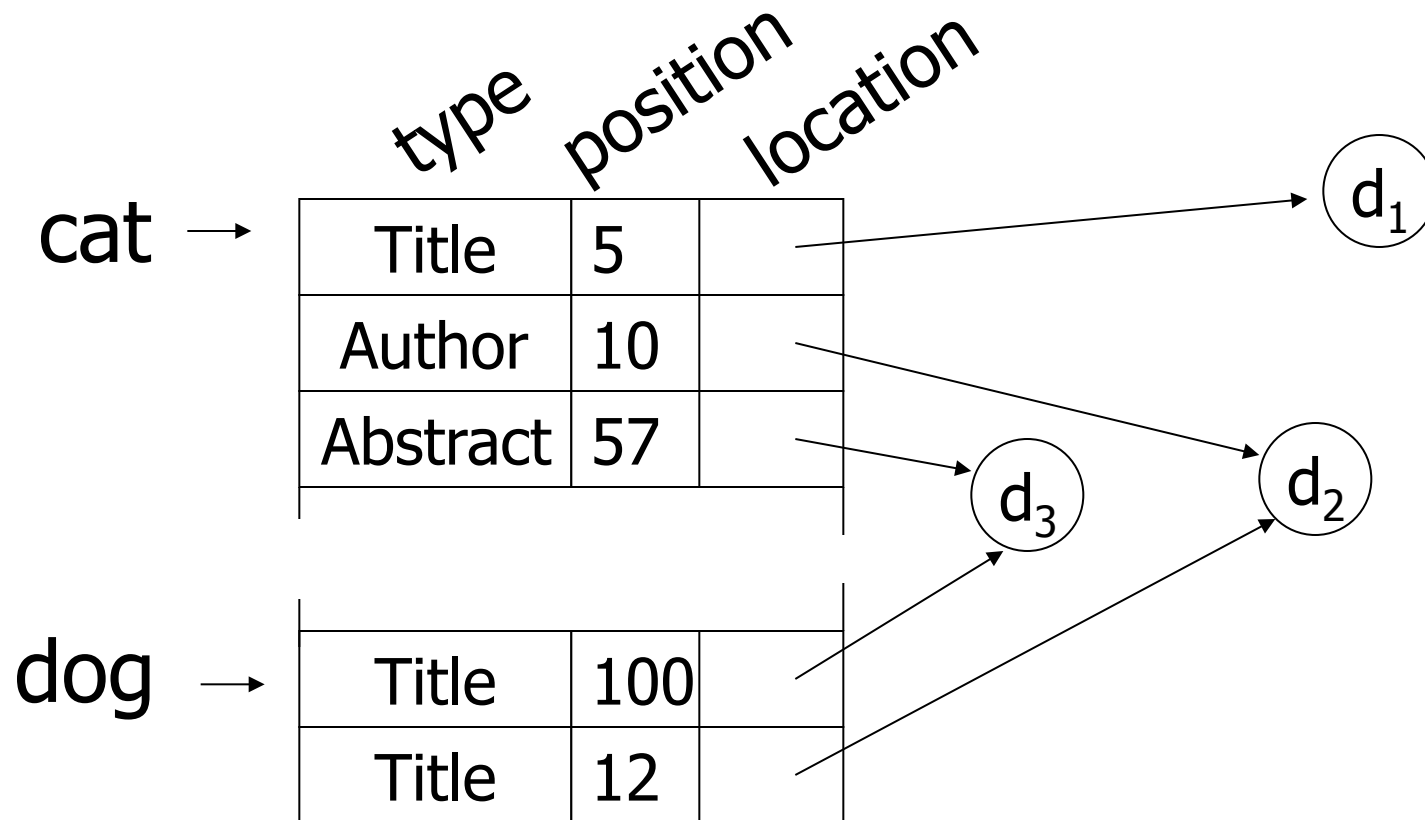 type position location
cat
Title 5
Author 10
Abstract 57
d₁
d₃
d₂
dog
Title 100
Title 12